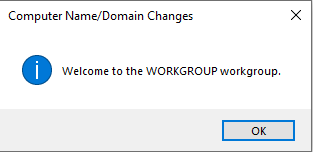 Computer Name/Domain Changes
Welcome to the WORKGROUP workgroup.
OK